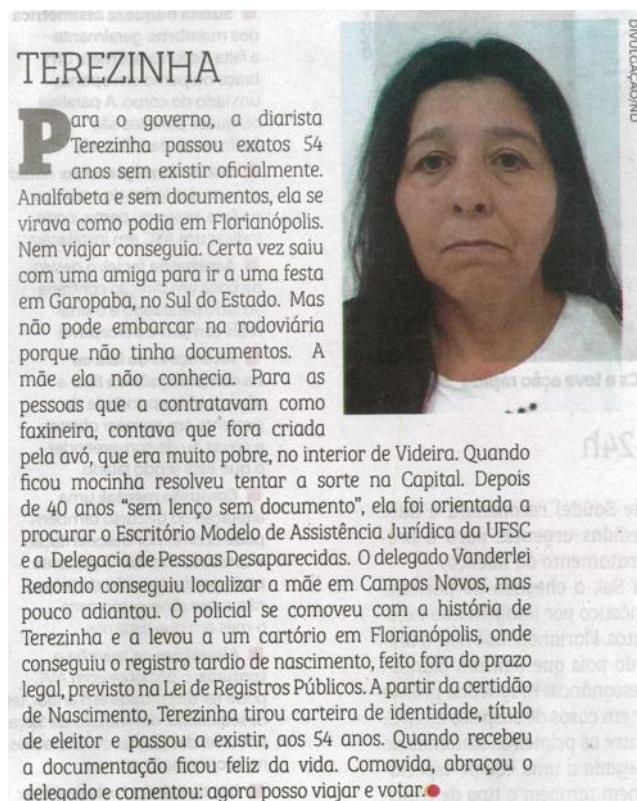 DIVULGAÇÃO/ND
TEREZINHA
Para o governo, a diarista
Terezinha passou exatos 54
anos sem existir oficialmente.
Analfabeta e sem documentos, ela se
virava como podia em Florianópolis.
Nem viajar conseguia. Certa vez saiu
com uma amiga para ir a uma festa
em Garopaba, no Sul do Estado. Mas
não pode embarcar na rodoviária
porque não tinha documentos. A
mãe ela não conhecia. Para as
pessoas que a contratavam como
faxineira, contava que fora criada
pela avó, que era muito pobre, no interior de Videira. Quando
ficou mocinha resolveu tentar a sorte na Capital. Depois
de 40 anos “sem lenço sem documento”, ela foi orientada a
procurar o Escritório Modelo de Assistência Jurídica da UFSC
e a Delegacia de Pessoas Desaparecidas. O delegado Vanderlei
Redondo conseguiu localizar a mãe em Campos Novos, mas
pouco adiantou. O policial se comoveu com a história de
Terezinha e a levou a um cartório em Florianópolis, onde
conseguiu o registro tardio de nascimento, feito fora do prazo
legal, previsto na Lei de Registros Públicos. A partir da certidão
de Nascimento, Terezinha tirou carteira de identidade, título
de eleitor e passou a existir, aos 54 anos. Quando recebeu
a documentação ficou feliz da vida. Comovida, abraçou o
delegado e comentou: agora posso viajar e votar.